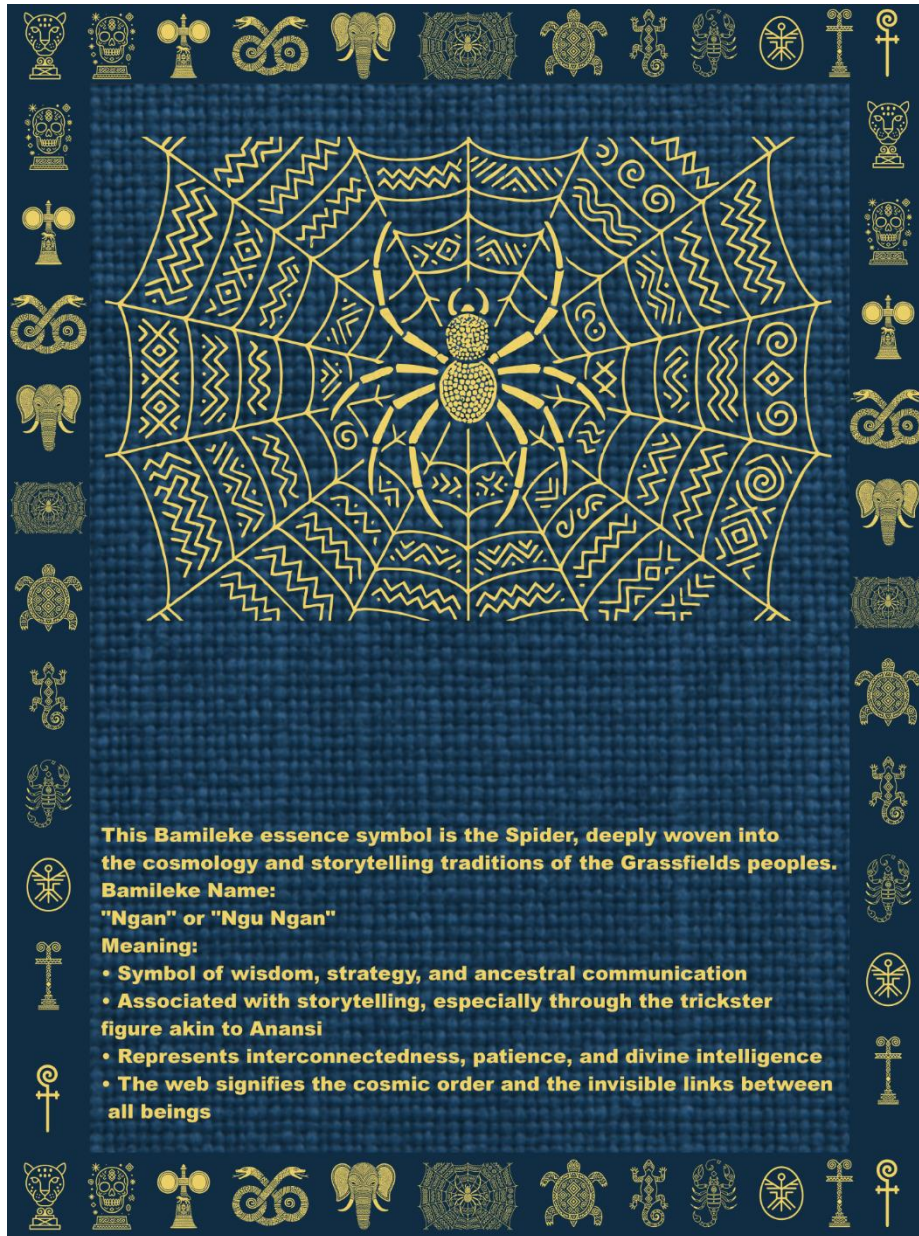 This Bamileke essence symbol is the Spider, deeply woven into
the cosmology and storytelling traditions of the Grassfields peoples.
Bamileke Name:
"Ngan" or "Ngu Ngan"
Meaning:
• Symbol of wisdom, strategy, and ancestral communication
• Associated with storytelling, especially through the trickster
figure akin to Anansi
• Represents interconnectedness, patience, and divine intelligence
• The web signifies the cosmic order and the invisible links between
all beings